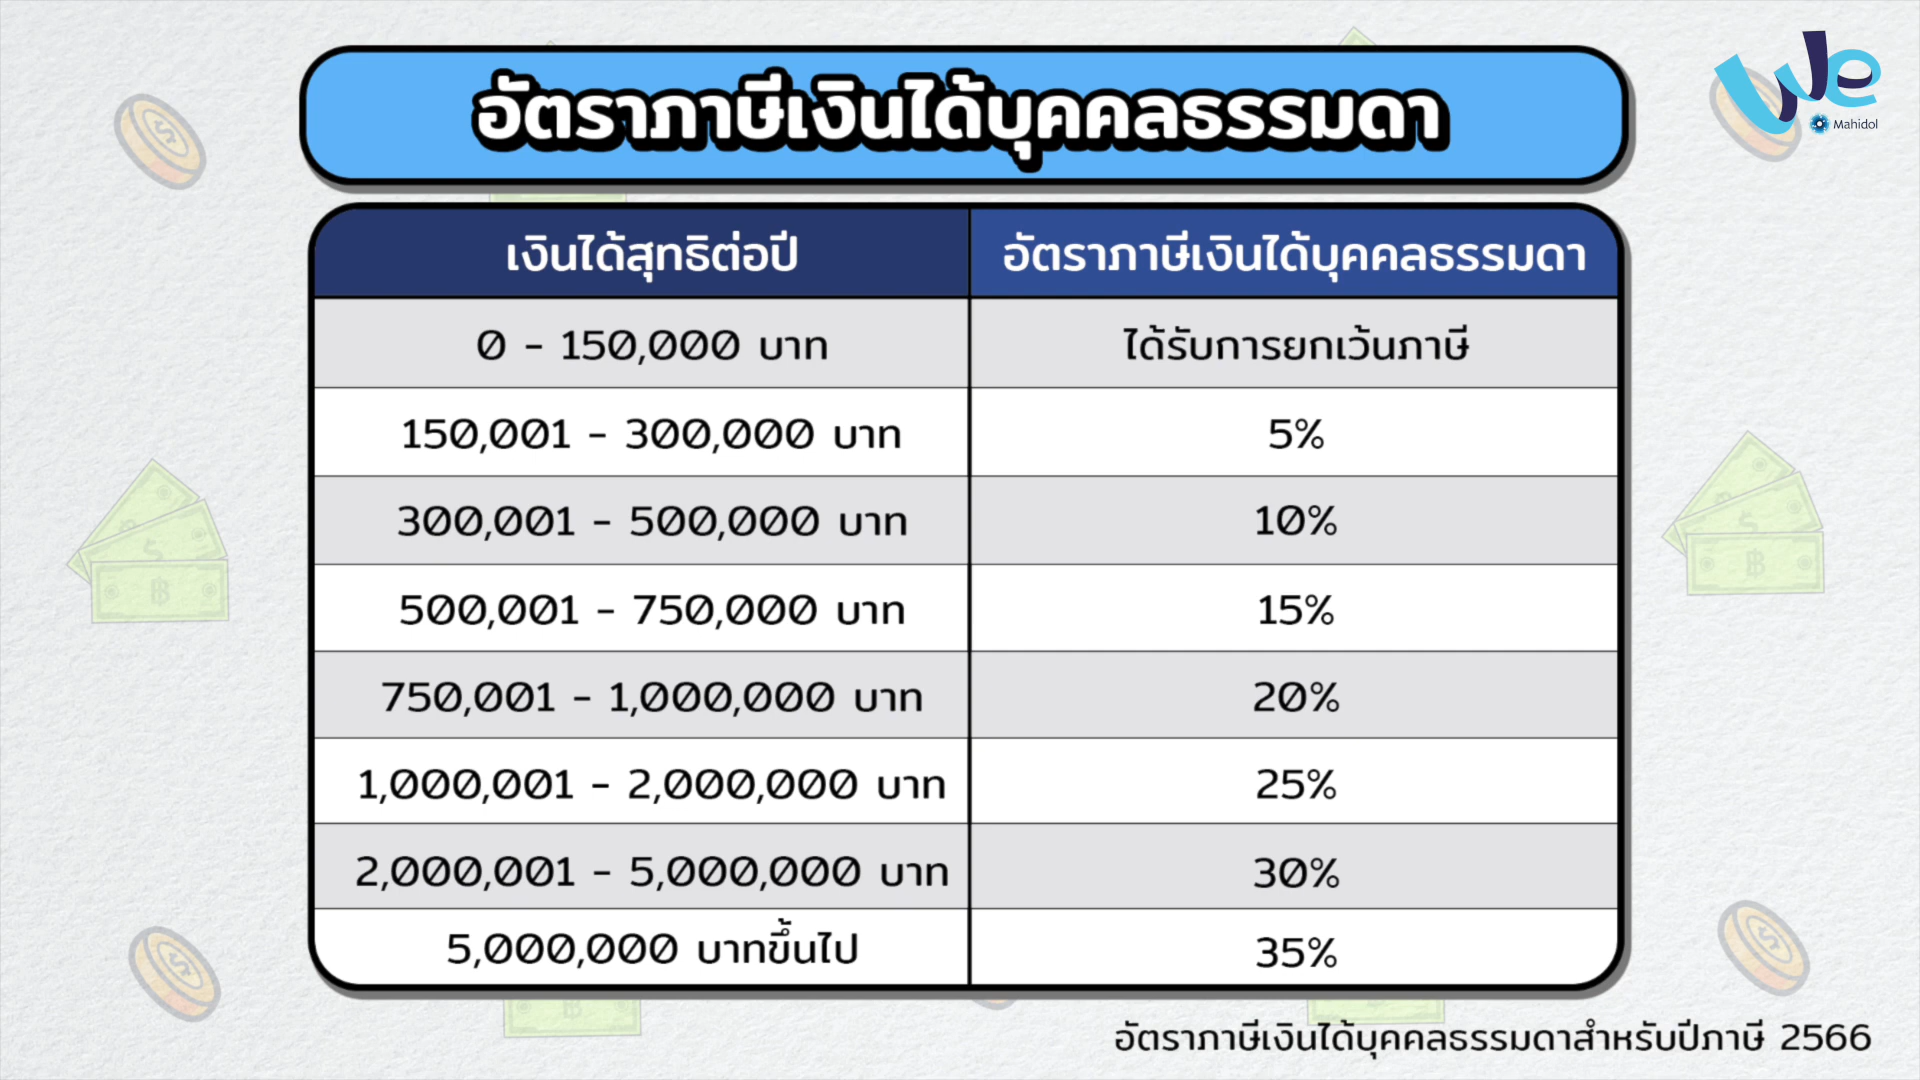 อัตราภาษีเงินได้บุคคลธรรมดา
We
Mahidol
เงินได้สุทธิต่อปี อัตราภาษีเงินได้บุคคลธรรมดา
0 - 150,000 บาท ได้รับการยกเว้นภาษี
150,001 - 300,000 บาท 5%
300,001 - 500,000 บาท 10%
500,001 - 750,000 บาท 15%
750,001 - 1,000,000 บาท 20%
1,000,001 - 2,000,000 บาท 25%
2,000,001 - 5,000,000 บาท 30%
5,000,000 บาทขึ้นไป 35%
อัตราภาษีเงินได้บุคคลธรรมดาสำหรับปีภาษี 2566